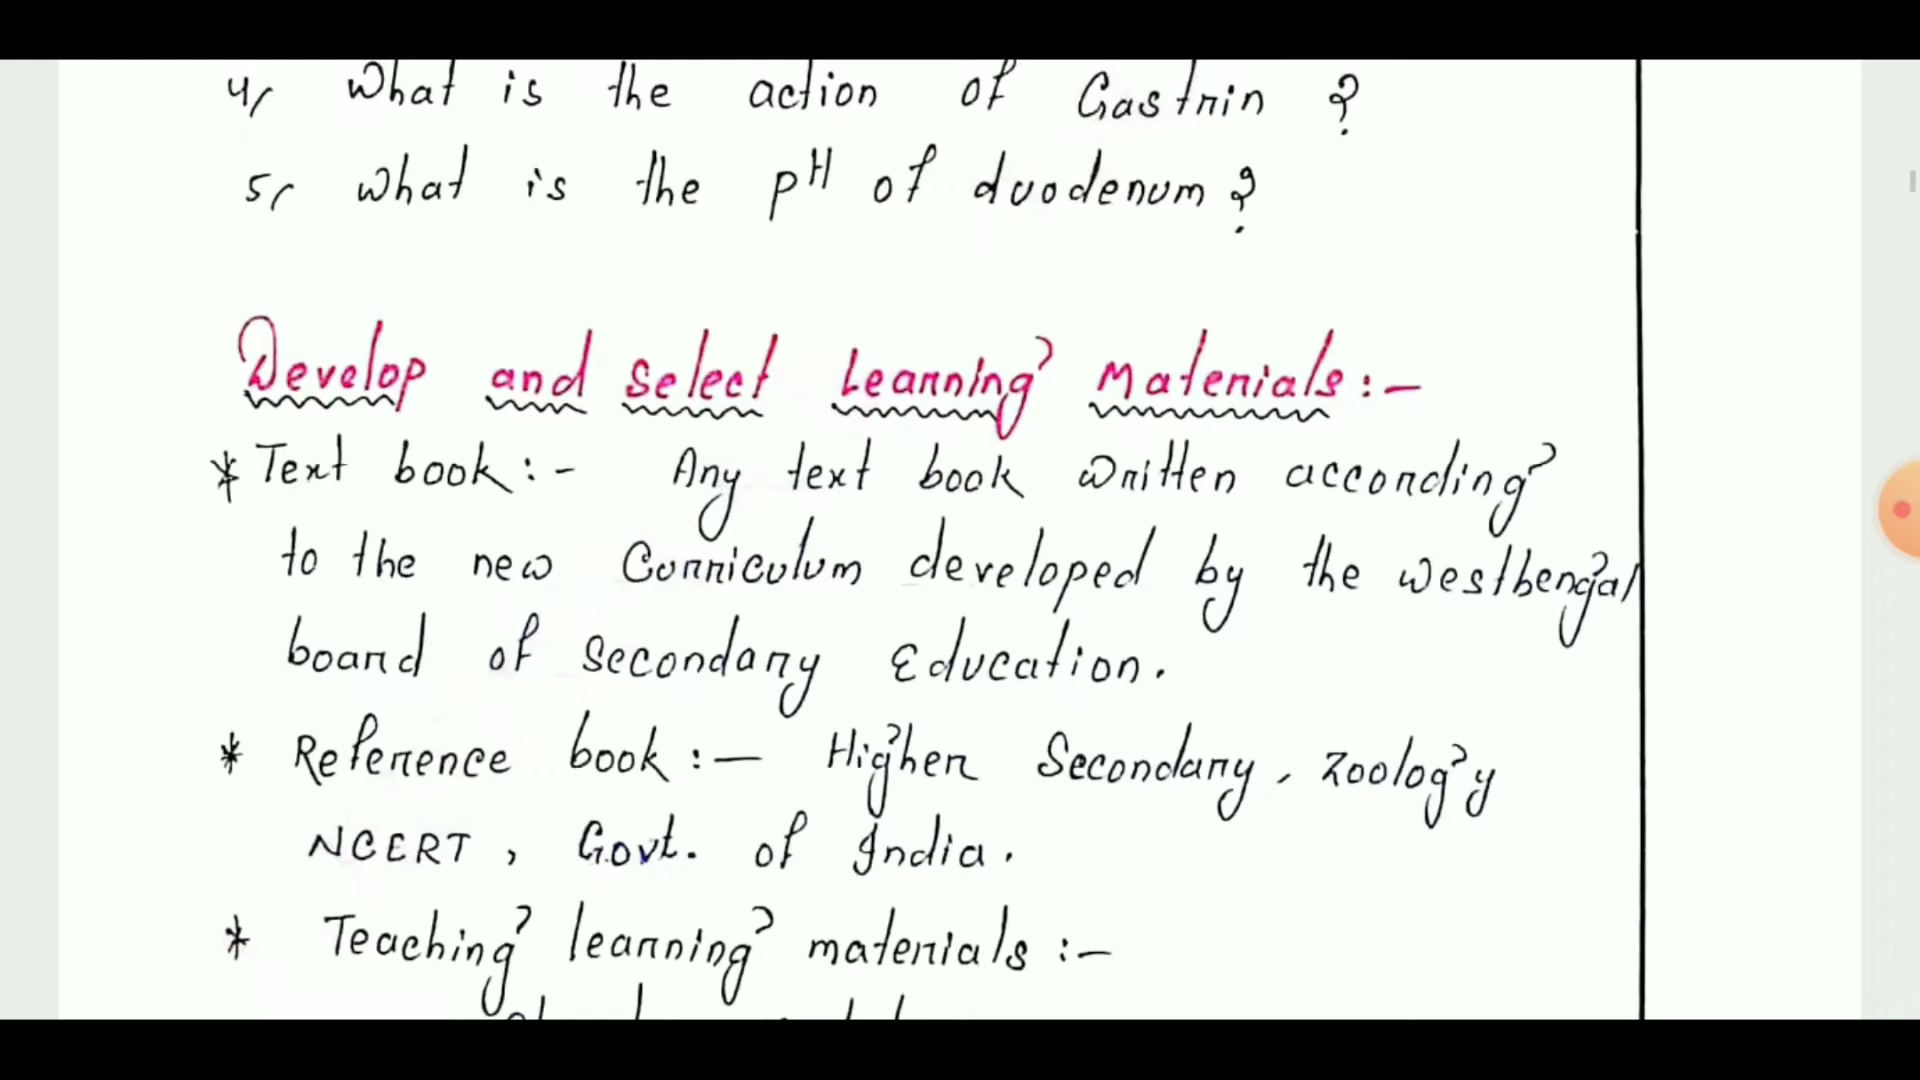 4, What is the action of Gastrin ?
5, What is the pH of duodenum ?
Develop and select Learning Materials :-
* Text book :- Any text book written according
to the new Curriculum developed by the westbengal
board of Secondary Education.
* Reference book :- Higher Secondary, Zoology
NCERT, Govt. of India.
* Teaching learning materials :-